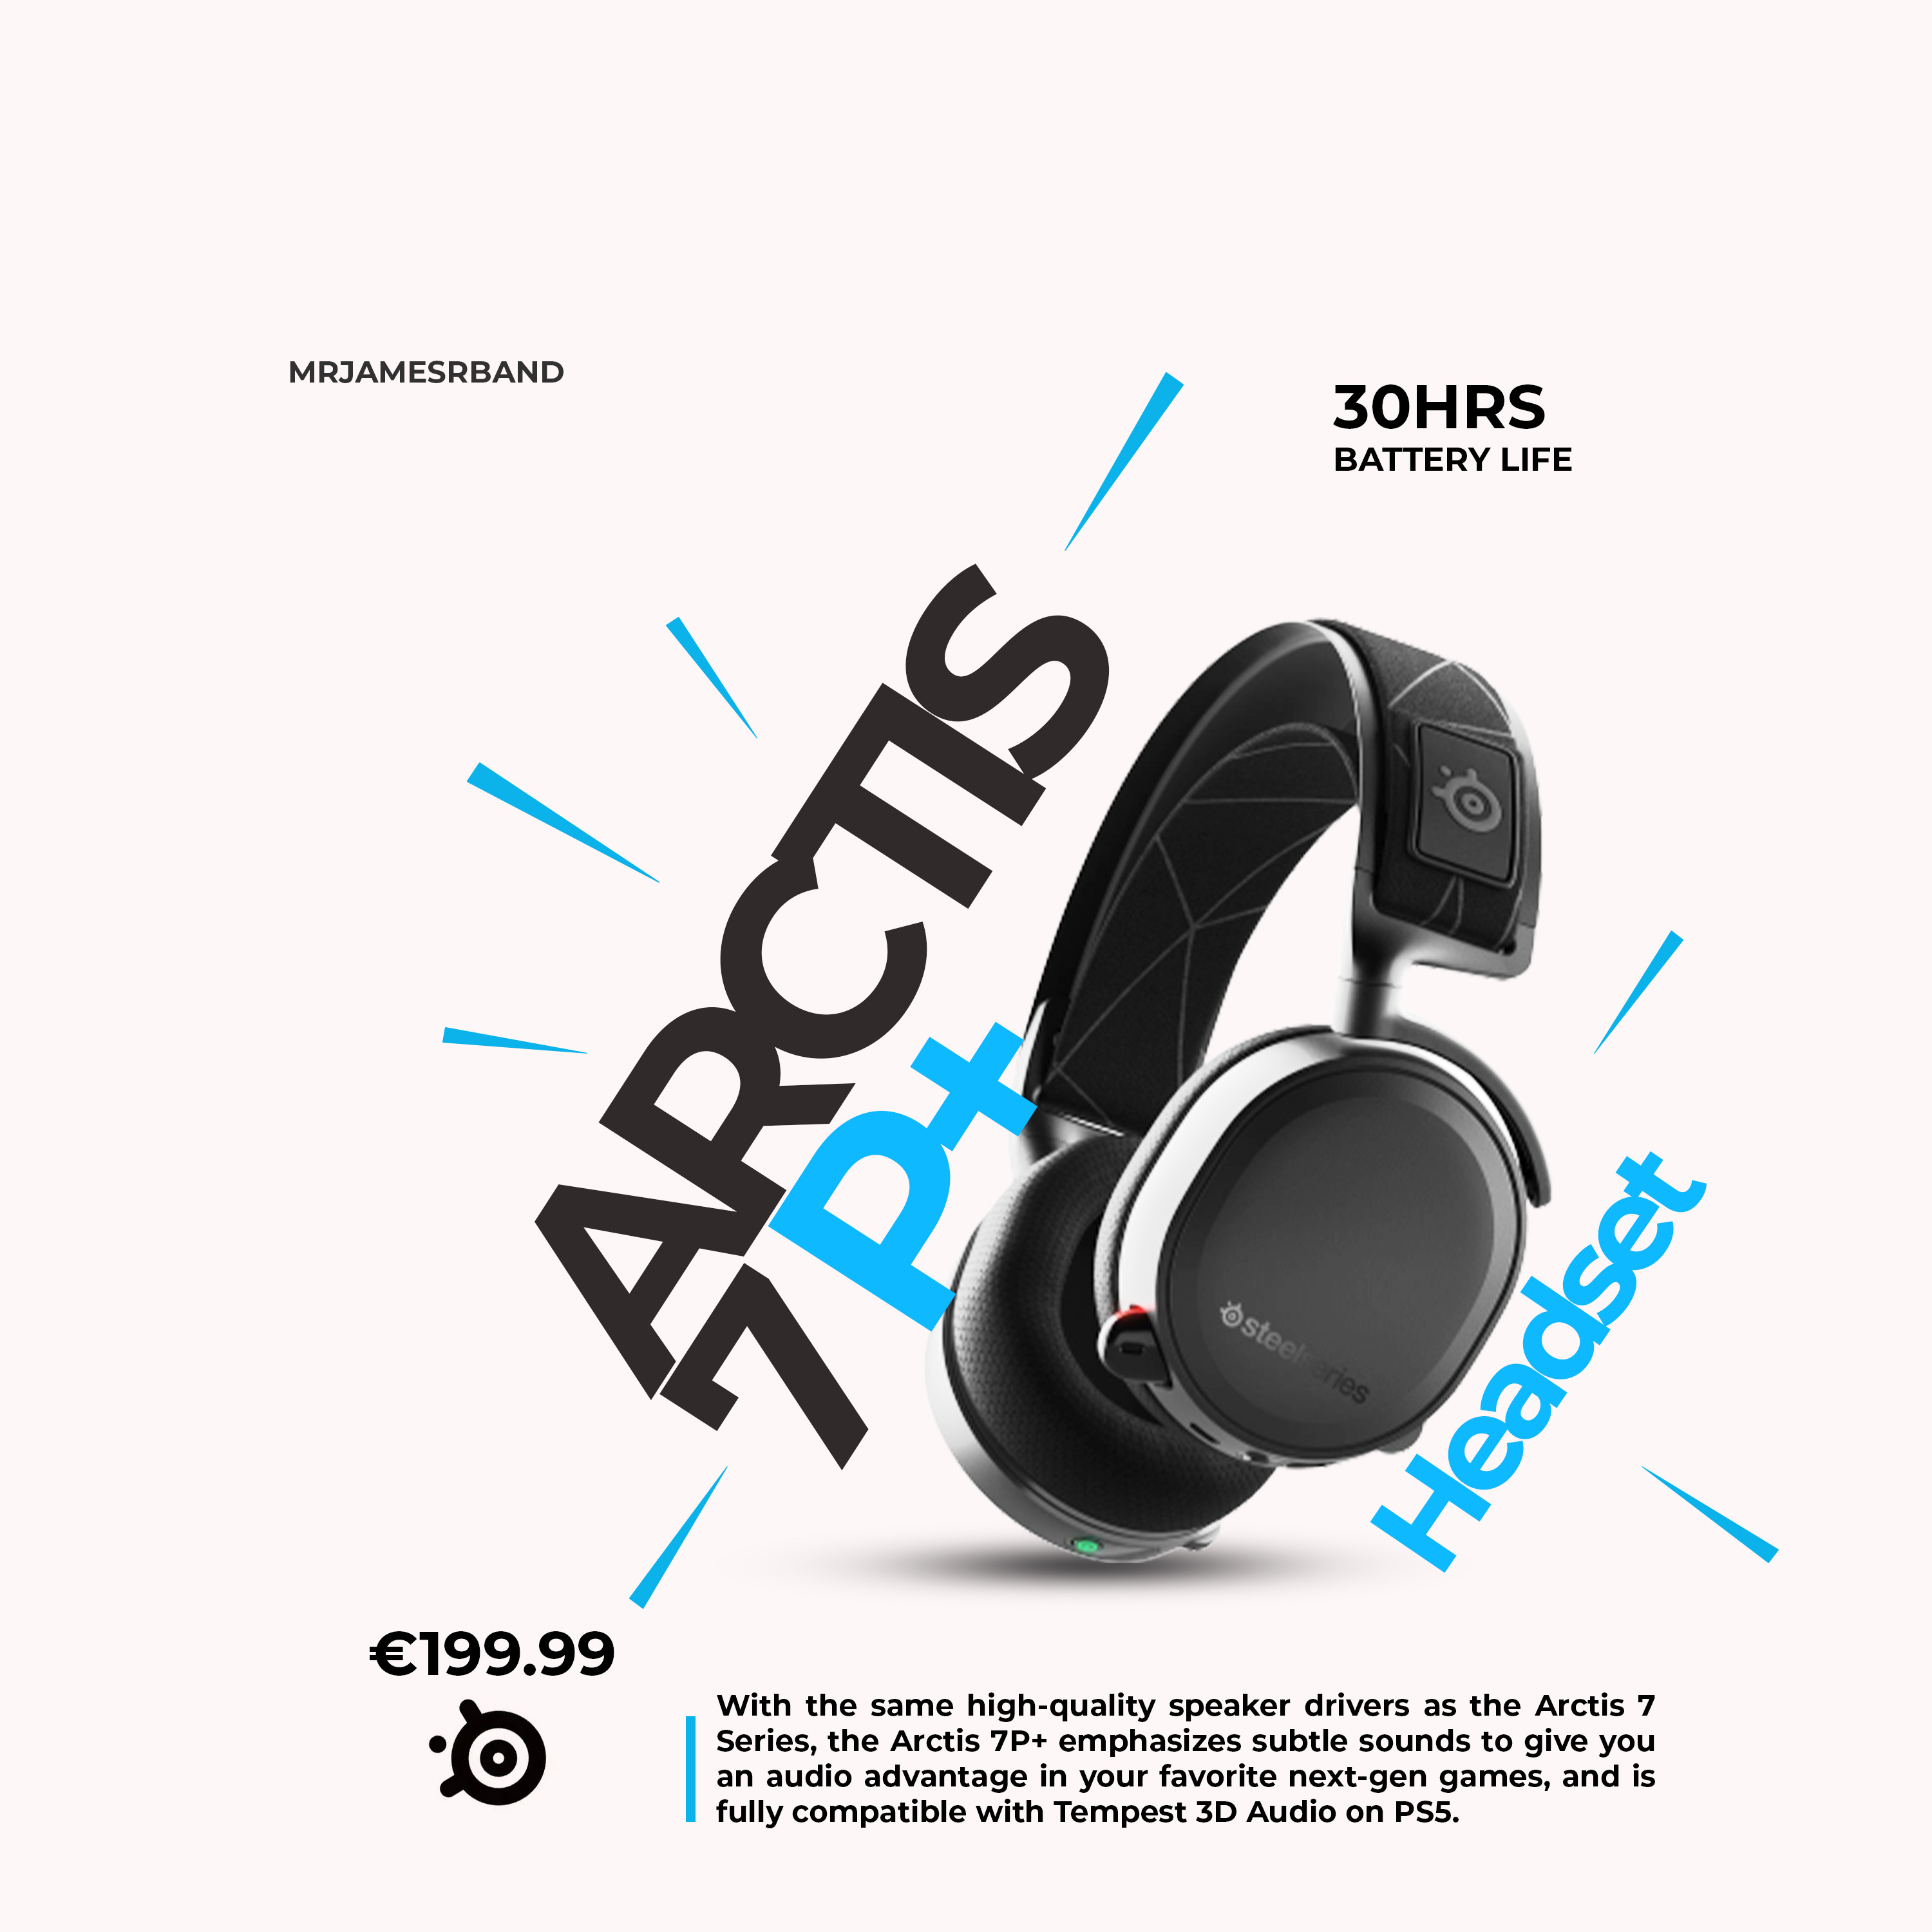 MRJAMESRBAND
30HRS
BATTERY LIFE
ARCTIS
7 P+
steelseries
Headset
€199.99
With the same high-quality speaker drivers as the Arctis 7
Series, the Arctis 7P+ emphasizes subtle sounds to give you
an audio advantage in your favorite next-gen games, and is
fully compatible with Tempest 3D Audio on PS5.